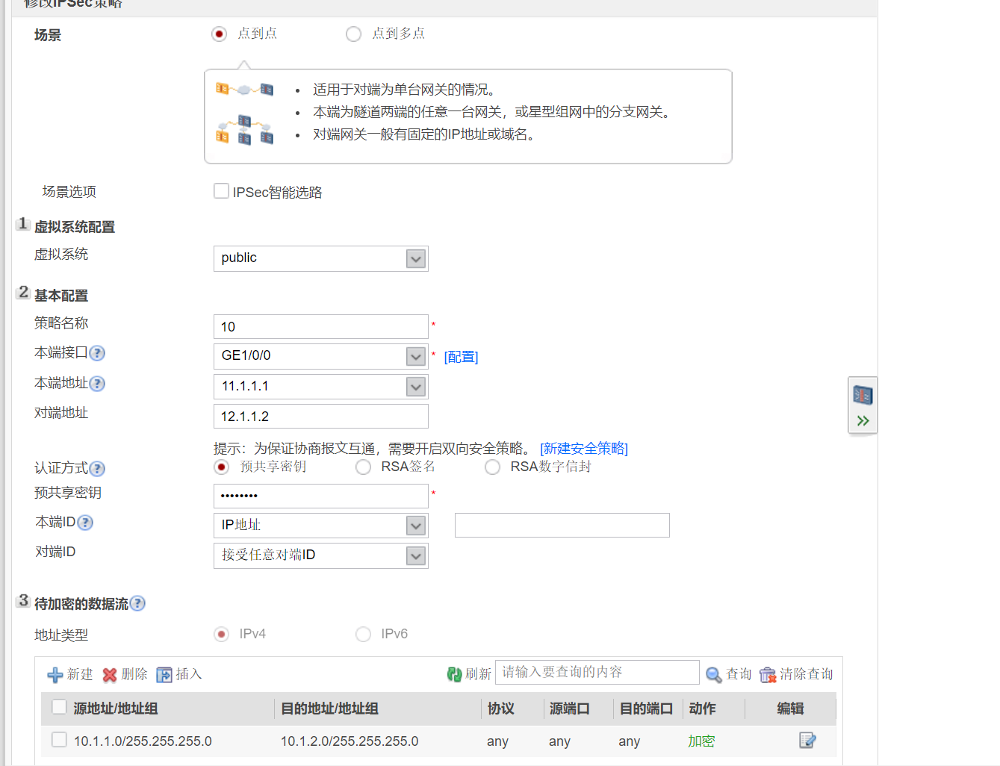 修改IPSec策略
场景 点到点 点到多点
• 适用于对端为单台网关的情况。
• 本端为隧道两端的任意一台网关，或星型组网中的分支网关。
• 对端网关一般有固定的IP地址或域名。
场景选项 IPSec智能选路
1 虚拟系统配置
虚拟系统 public
2 基本配置
策略名称 10 *
本端接口 ? GE1/0/0 * [配置]
本端地址 ? 11.1.1.1
对端地址 12.1.1.2
提示：为保证协商报文互通，需要开启双向安全策略。 [新建安全策略]
认证方式 ? 预共享密钥 RSA签名 RSA数字信封
预共享密钥 •••••••• *
本端ID ? IP地址
对端ID 接受任意对端ID
3 待加密的数据流 ?
地址类型 IPv4 IPv6
新建 删除 插入 刷新 请输入要查询的内容 查询 清除查询
源地址/地址组 目的地址/地址组 协议 源端口 目的端口 动作 编辑
10.1.1.0/255.255.255.0 10.1.2.0/255.255.255.0 any any any 加密